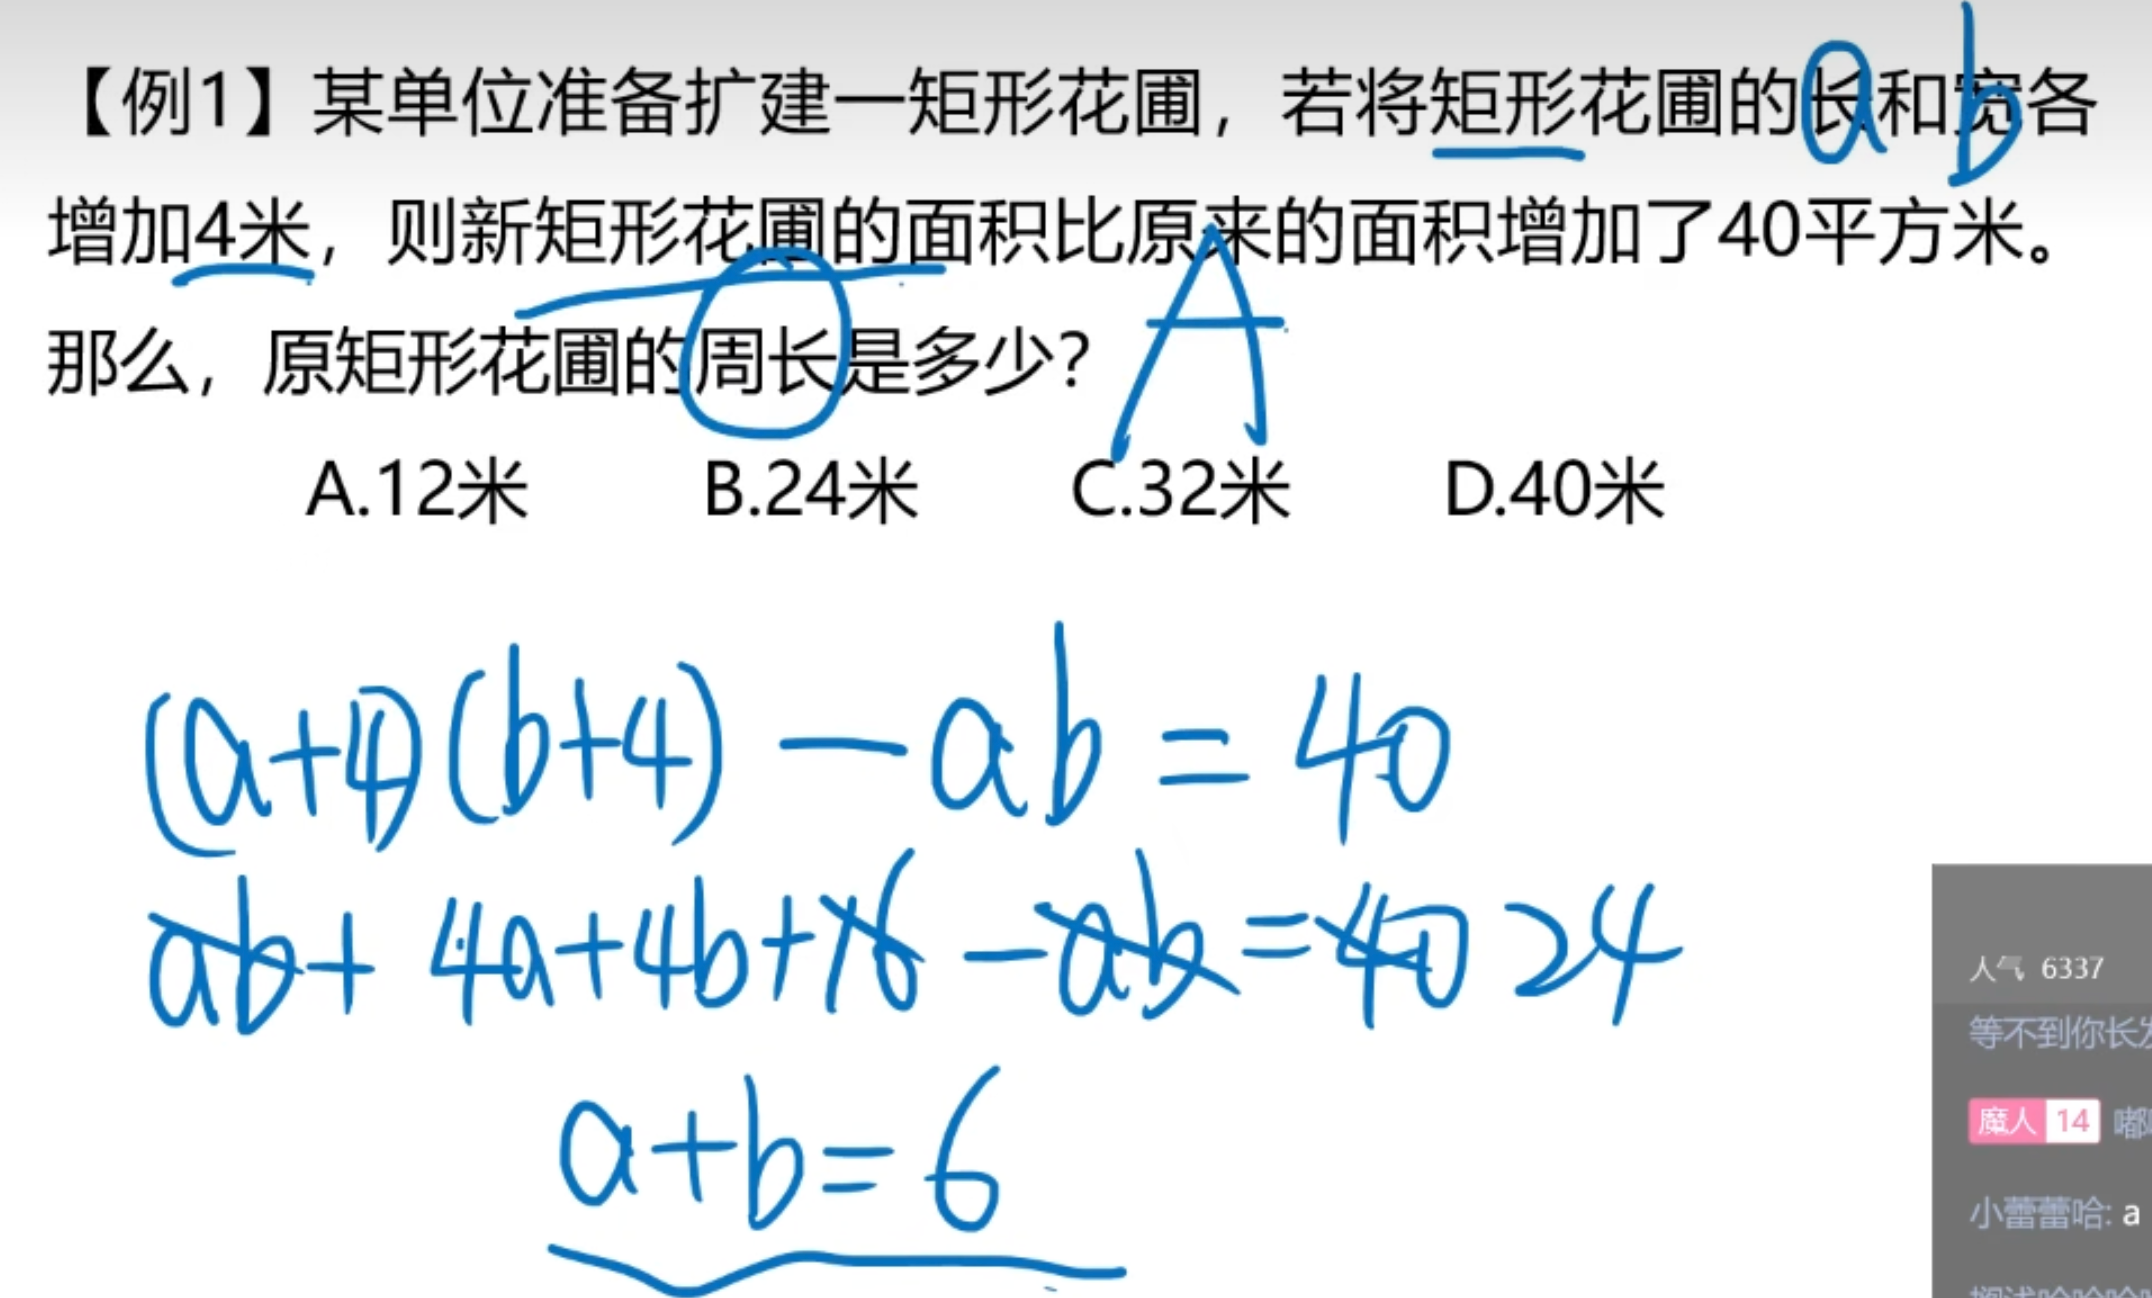 【例1】某单位准备扩建一矩形花圃，若将矩形花圃的长和宽各
a b
增加4米，则新矩形花圃的面积比原来的面积增加了40平方米。
那么，原矩形花圃的周长是多少？
A
A.12米 B.24米 C.32米 D.40米
(a+4)(b+4)-ab=40
ab+4a+4b+16-ab=40 24
a+b=6
人气 6337
等不到你长
魔人 14
小蕾蕾哈: a